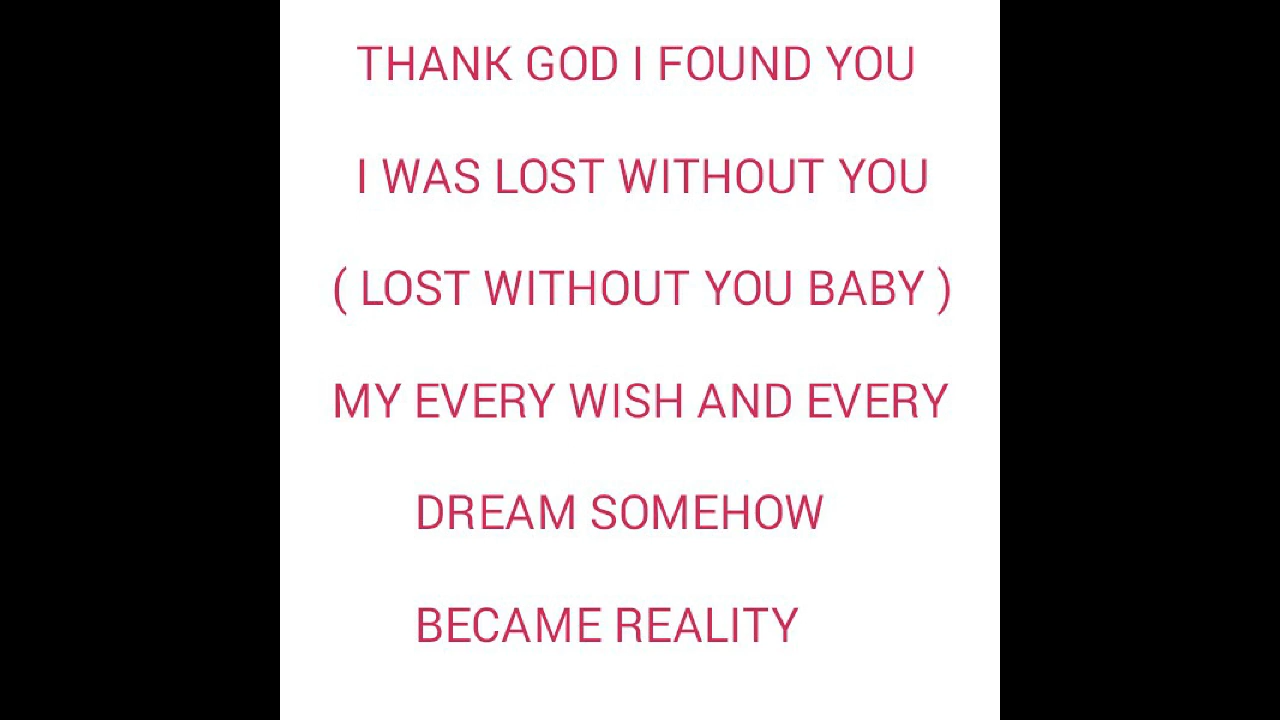 THANK GOD I FOUND YOU
I WAS LOST WITHOUT YOU
( LOST WITHOUT YOU BABY )
MY EVERY WISH AND EVERY
DREAM SOMEHOW
BECAME REALITY